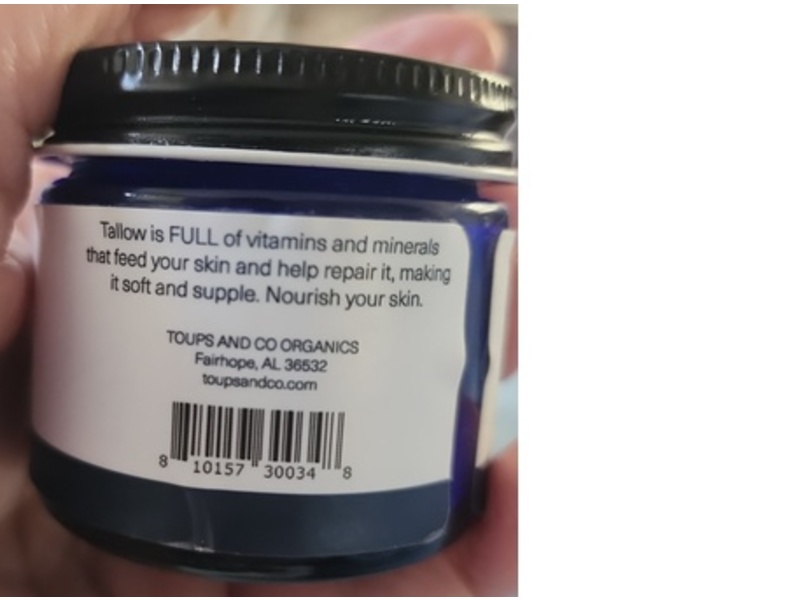 Tallow is FULL of vitamins and minerals
that feed your skin and help repair it, making
it soft and supple. Nourish your skin.
TOUPS AND CO ORGANICS
Fairhope, AL 36532
toupsandco.com
8 10157 30034 8